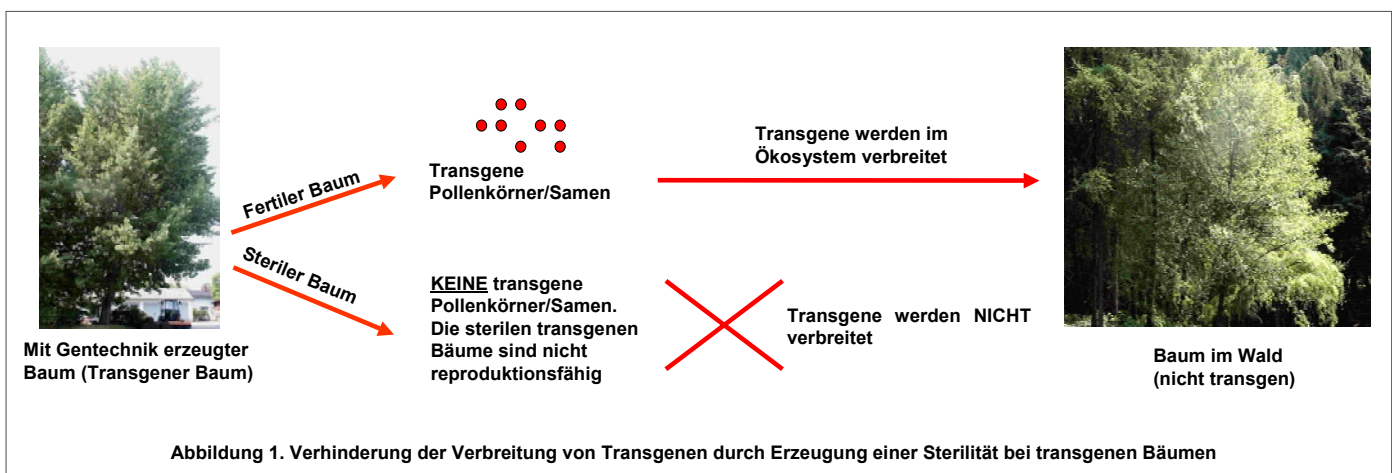 Mit Gentechnik erzeugter
Baum (Transgener Baum)
Fertiler Baum
Steriler Baum
Transgene
Pollenkörner/Samen
KEINE transgene
Pollenkörner/Samen.
Die sterilen transgenen
Bäume sind nicht
reproduktionsfähig
Transgene werden im
Ökosystem verbreitet
Transgene werden NICHT
verbreitet
Baum im Wald
(nicht transgen)
Abbildung 1. Verhinderung der Verbreitung von Transgenen durch Erzeugung einer Sterilität bei transgenen Bäumen